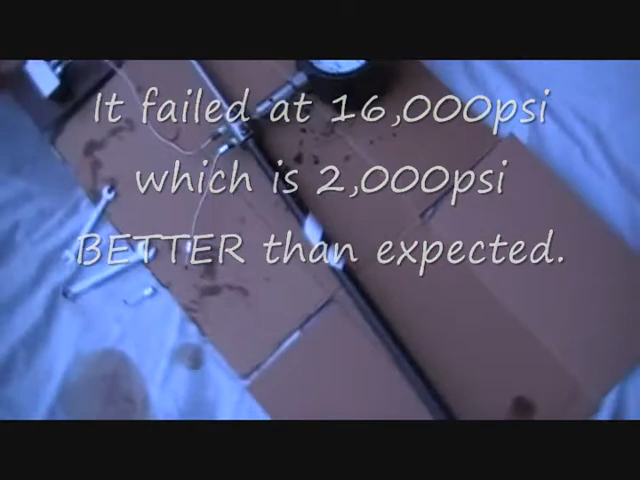 It failed at 16,000psi
which is 2,000psi
BETTER than expected.